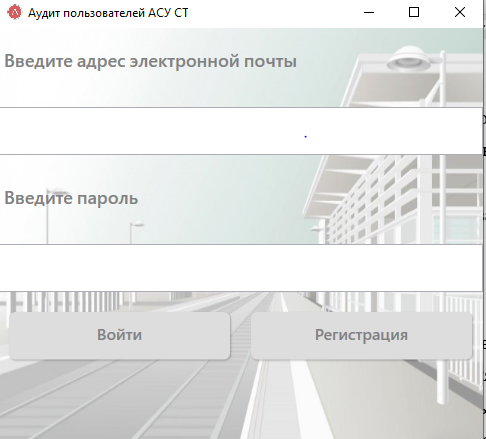 Аудит пользователей АСУ СТ
Введите адрес электронной почты
Введите пароль
Войти
Регистрация